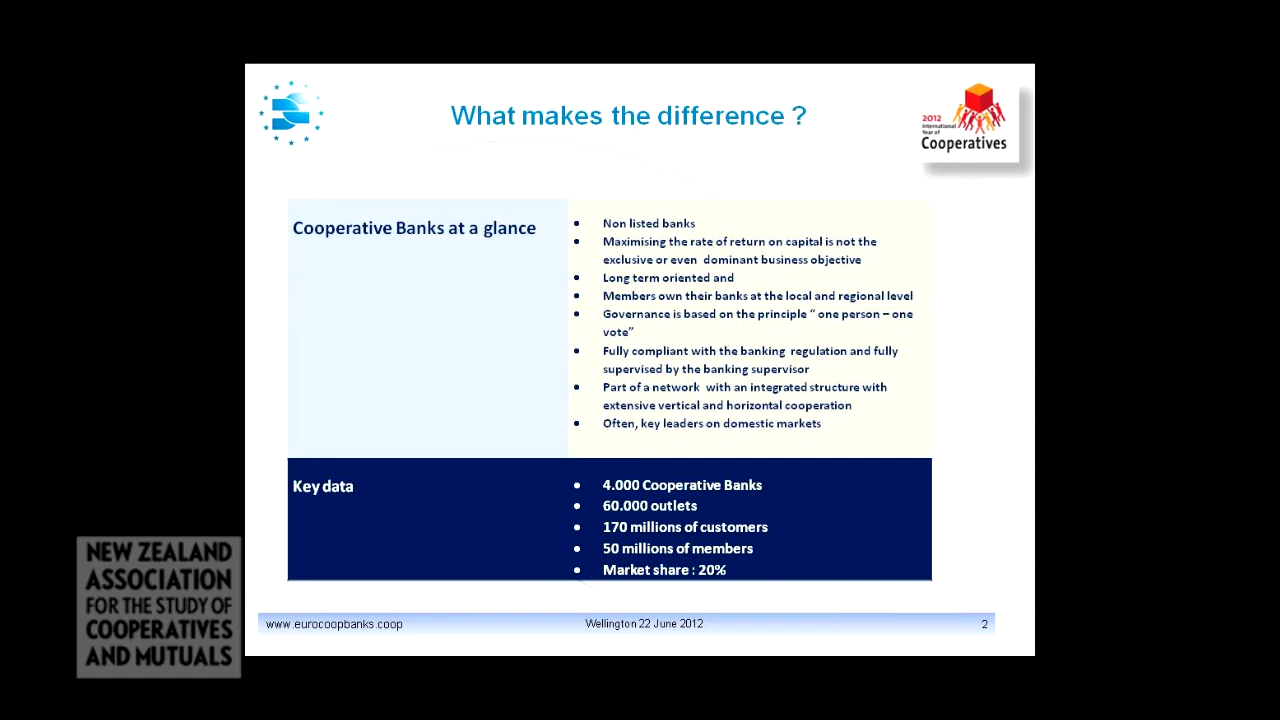 What makes the difference ?
2012
International
Year of
Cooperatives
Cooperative Banks at a glance
• Non listed banks
• Maximising the rate of return on capital is not the
exclusive or even dominant business objective
• Long term oriented and
• Members own their banks at the local and regional level
• Governance is based on the principle “ one person – one
vote”
• Fully compliant with the banking regulation and fully
supervised by the banking supervisor
• Part of a network with an integrated structure with
extensive vertical and horizontal cooperation
• Often, key leaders on domestic markets
Key data
• 4.000 Cooperative Banks
• 60.000 outlets
• 170 millions of customers
• 50 millions of members
• Market share : 20%
www.eurocoopbanks.coop
Wellington 22 June 2012
2
NEW ZEALAND
ASSOCIATION
FOR THE STUDY OF
COOPERATIVES
AND MUTUALS